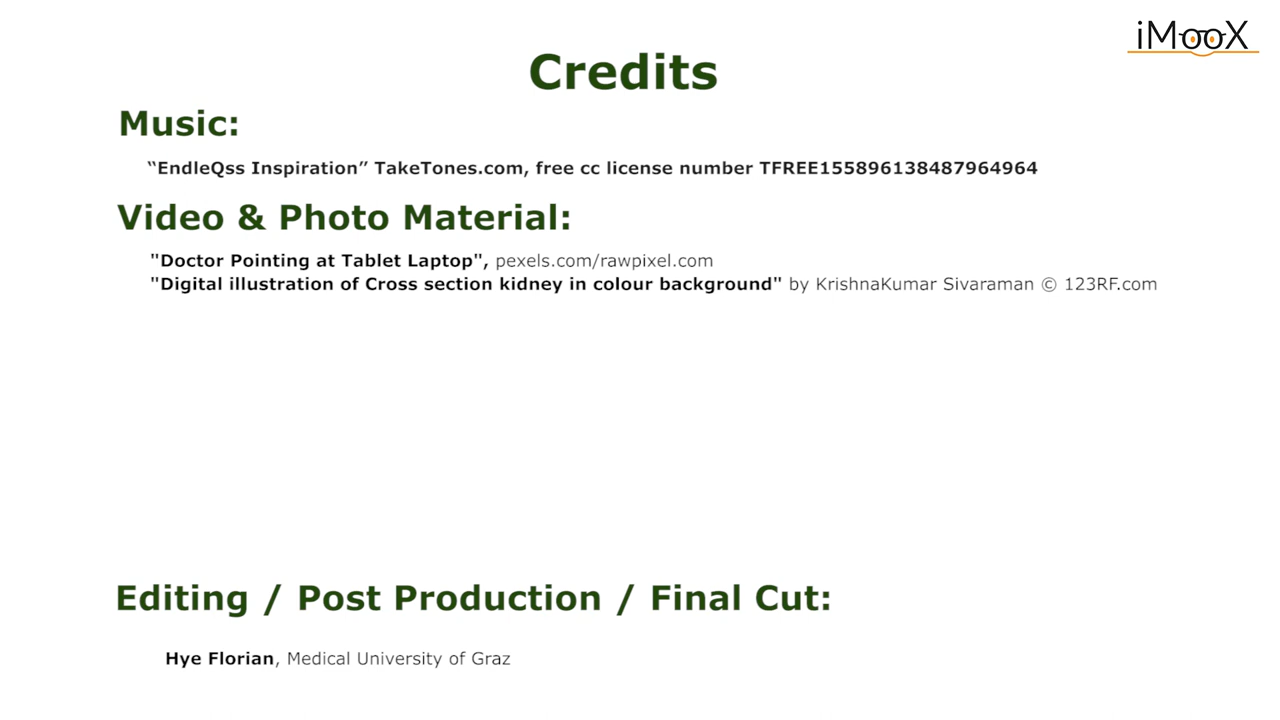 iMooX
Credits
Music:
“EndleQss Inspiration” TakeTones.com, free cc license number TFREE155896138487964964
Video & Photo Material:
"Doctor Pointing at Tablet Laptop", pexels.com/rawpixel.com
"Digital illustration of Cross section kidney in colour background" by KrishnaKumar Sivaraman © 123RF.com
Editing / Post Production / Final Cut:
Hye Florian, Medical University of Graz